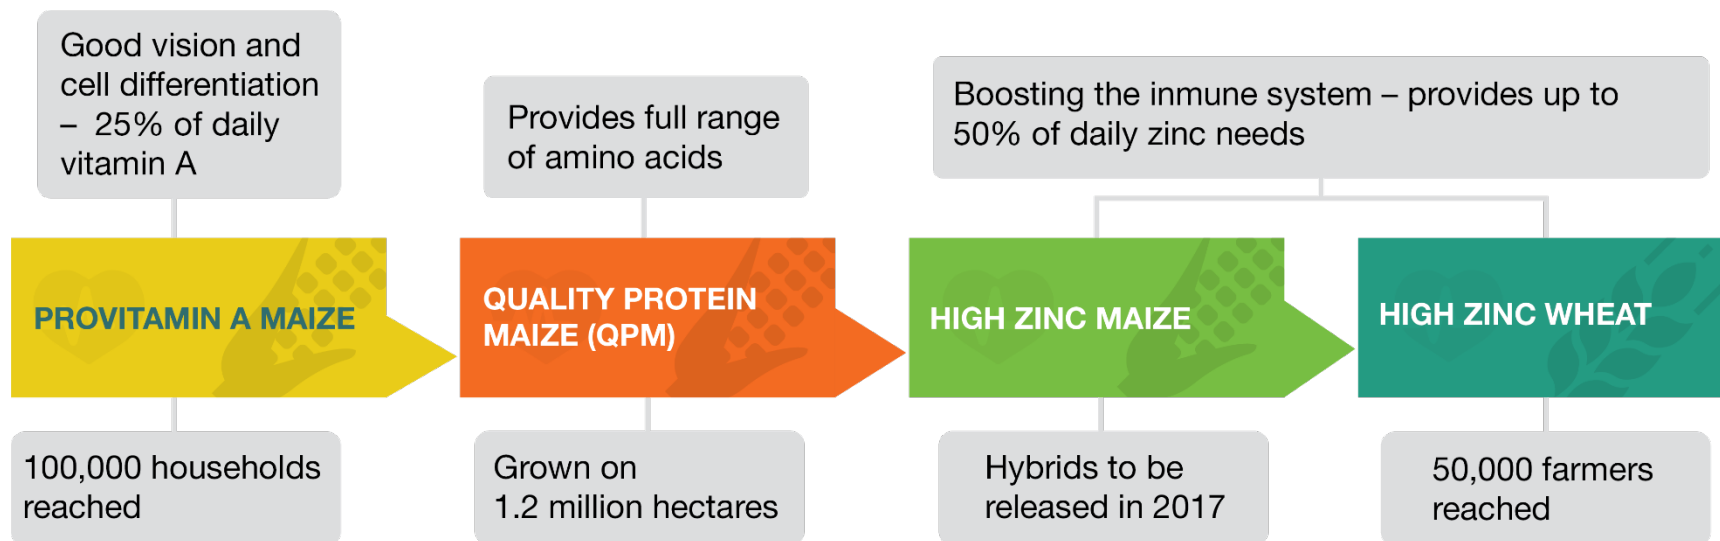 Good vision and
cell differentiation
– 25% of daily
vitamin A
Provides full range
of amino acids
Boosting the inmune system – provides up to
50% of daily zinc needs
PROVITAMIN A MAIZE
QUALITY PROTEIN
MAIZE (QPM)
HIGH ZINC MAIZE
HIGH ZINC WHEAT
100,000 households
reached
Grown on
1.2 million hectares
Hybrids to be
released in 2017
50,000 farmers
reached